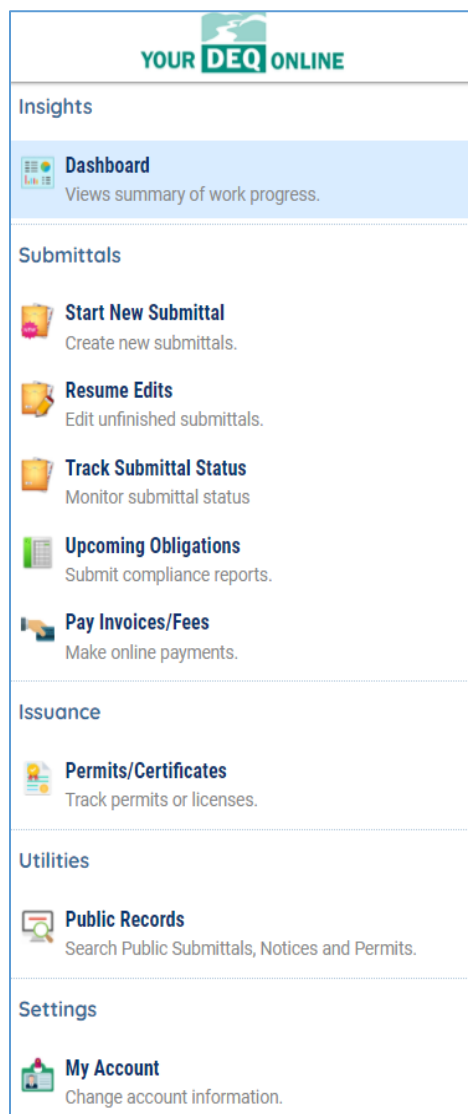 YOUR DEQ ONLINE
Insights
Dashboard
Views summary of work progress.
Submittals
Start New Submittal
Create new submittals.
Resume Edits
Edit unfinished submittals.
Track Submittal Status
Monitor submittal status
Upcoming Obligations
Submit compliance reports.
Pay Invoices/Fees
Make online payments.
Issuance
Permits/Certificates
Track permits or licenses.
Utilities
Public Records
Search Public Submittals, Notices and Permits.
Settings
My Account
Change account information.